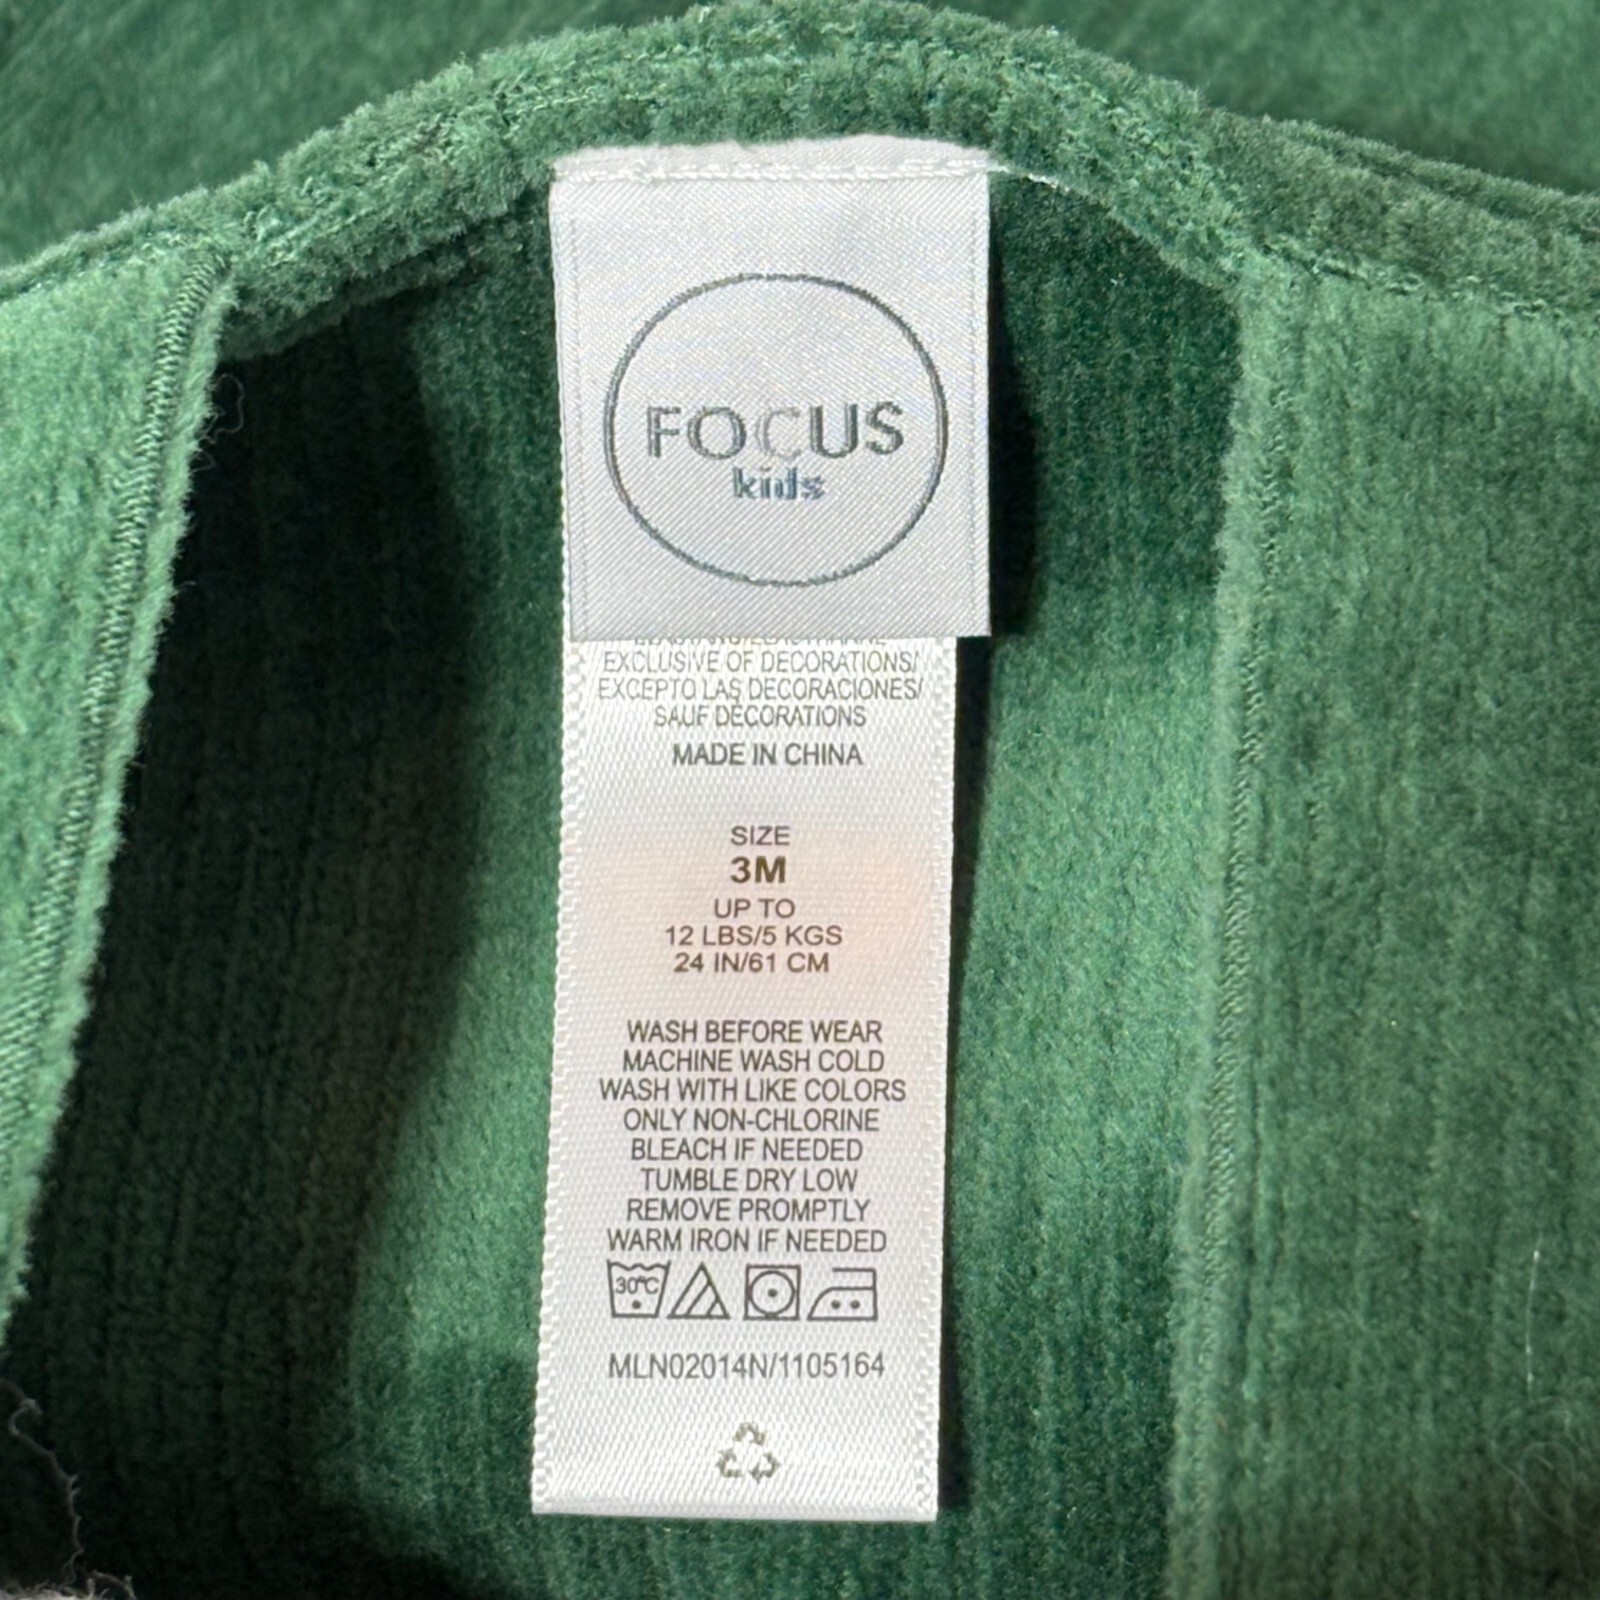 FOCUS
kids
EXCLUSIVE OF DECORATIONS/
EXCEPTO LAS DECORACIONES/
SAUF DÉCORATIONS
MADE IN CHINA
SIZE
3M
UP TO
12 LBS/5 KGS
24 IN/61 CM
WASH BEFORE WEAR
MACHINE WASH COLD
WASH WITH LIKE COLORS
ONLY NON-CHLORINE
BLEACH IF NEEDED
TUMBLE DRY LOW
REMOVE PROMPTLY
WARM IRON IF NEEDED
30°C
MLN02014N/1105164